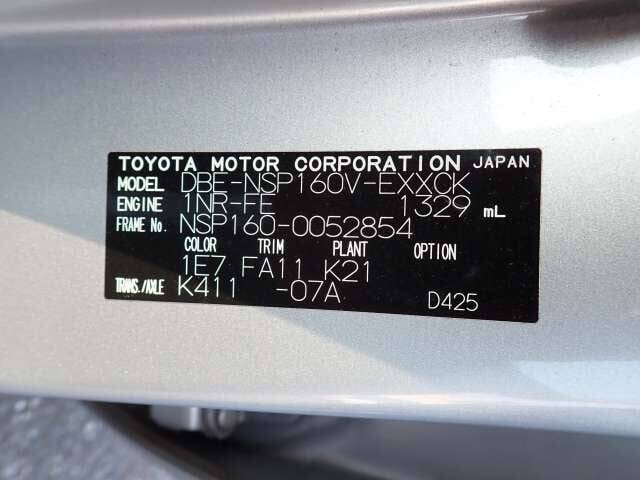 TOYOTA MOTOR CORPORATION JAPAN
MODEL DBE-NSP160V-EXXCK
ENGINE 1NR-FE 1329 mL
FRAME No. NSP160-0052854
COLOR TRIM PLANT OPTION
1E7 FA11 K21
TRANS./AXLE K411 -07A D425